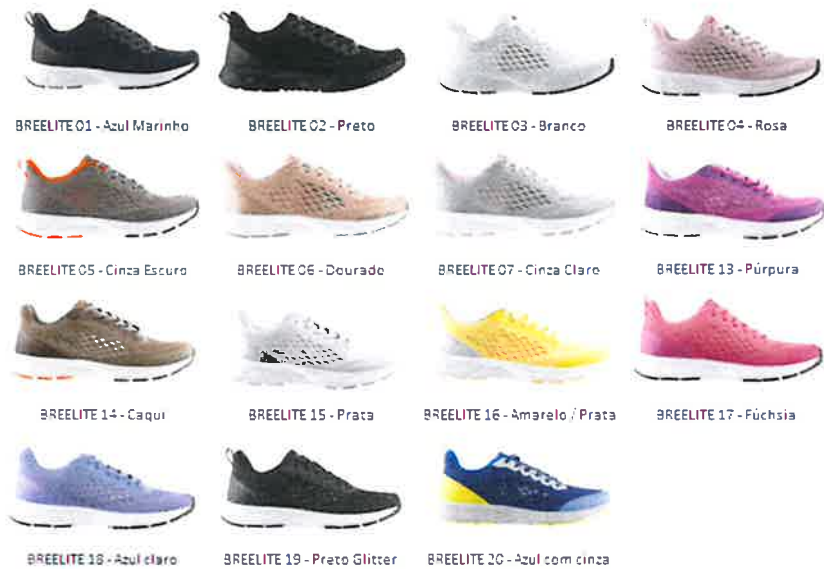 BREELITE 01 - Azul Marinho
BREELITE 02 - Preto
BREELITE 03 - Branco
BREELITE 04 - Rosa
BREELITE 05 - Cinza Escuro
BREELITE 06 - Dourado
BREELITE 07 - Cinza Claro
BREELITE 13 - Púrpura
BREELITE 14 - Caqui
BREELITE 15 - Prata
BREELITE 16 - Amarelo / Prata
BREELITE 17 - Fúchsia
BREELITE 18 - Azul claro
BREELITE 19 - Preto Glitter
BREELITE 20 - Azul com cinza